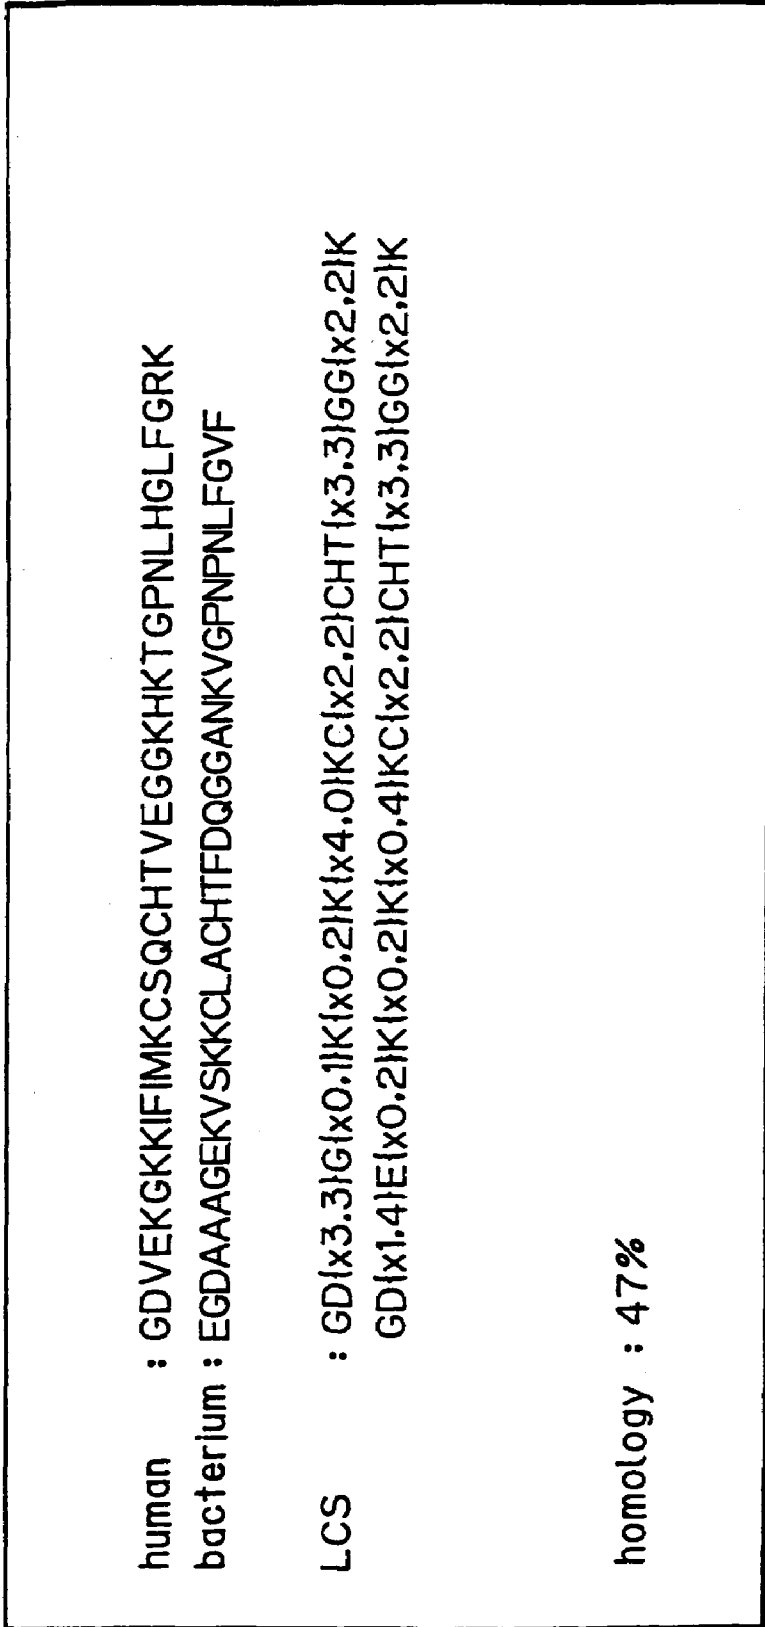 human : GDVEKGKKIFIMKCSQCHTVEGGKHKTGPNLHGLFGRK
bacterium : EGDAAAGEKVSKKCLACHTFDQGGANKVGPNPNLFGVF
LCS : GD{x3.3}G{x0.1}K{x0.2}K{x4.0}KC{x2.2}CHT{x3.3}GG{x2.2}K
GD{x1.4}E{x0.2}K{x0.2}K{x0.4}KC{x2.2}CHT{x3.3}GG{x2.2}K
homology : 47%